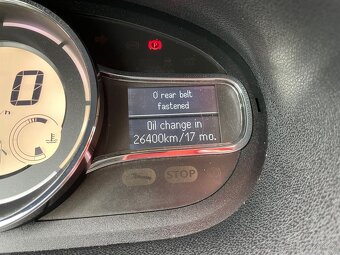 0 rear belt
fastened
Oil change in
26400km/17 mo.
0
STOP